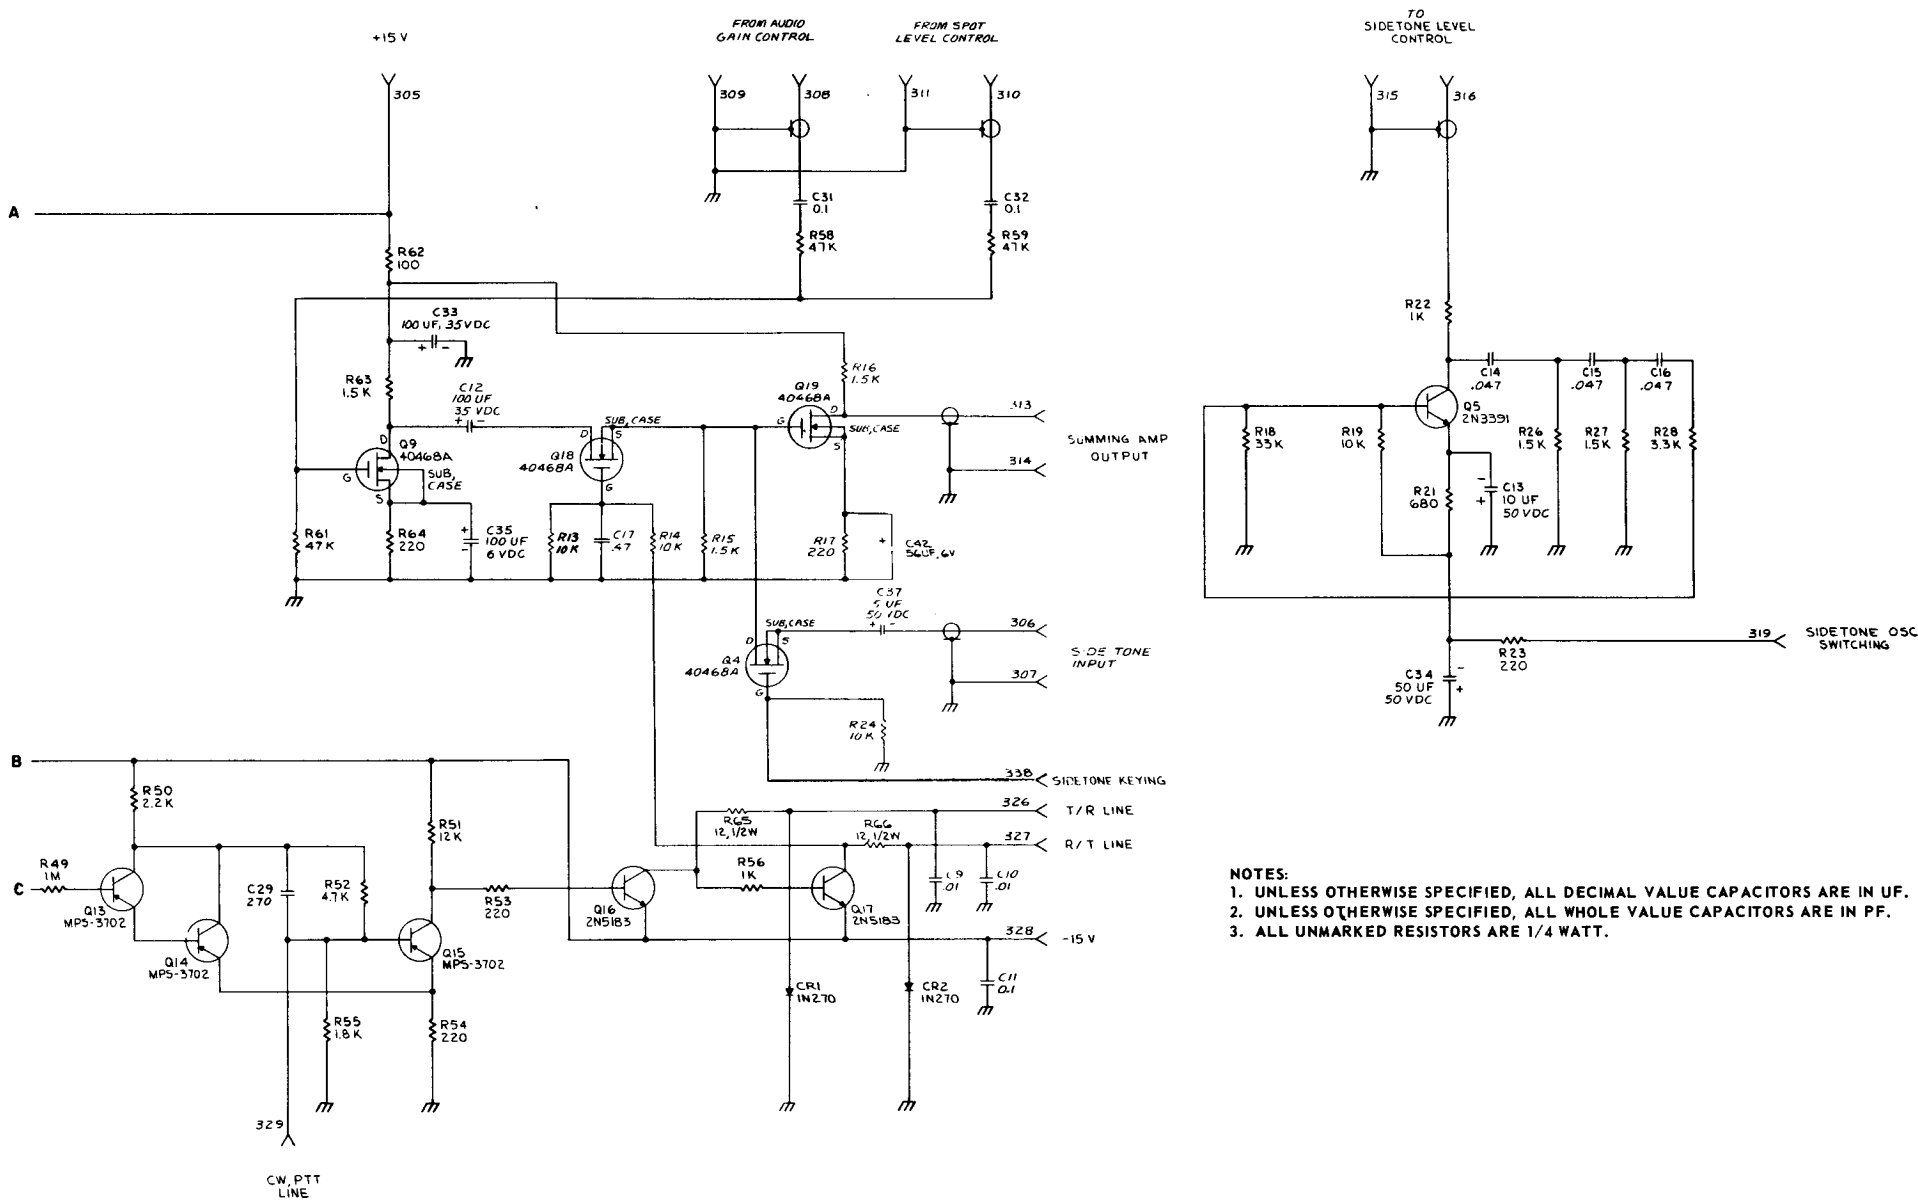 +15 V
305
FROM AUDIO
GAIN CONTROL
309
308
FROM SPOT
LEVEL CONTROL
311
310
TO
SIDETONE LEVEL
CONTROL
315
316
A
R62
100
C31
0.1
R58
47K
C32
0.1
R59
47K
C33
100 UF, 35VDC
+ -
R63
1.5K
C12
100 UF
35 VDC
+ -
D
Q9
40468A
SUB,
CASE
G
S
D
SUB,CASE
S
Q18
40468A
G
R16
1.5K
Q19
40468A
D
G
SUB,CASE
S
313
314
SUMMING AMP
OUTPUT
R61
47K
R64
220
+
-
C35
100 UF
6 VDC
R13
10K
C17
.47
R14
10K
R15
1.5K
R17
220
+
C42
56UF, 6V
C37
5 UF
50 VDC
+ -
D
SUB,CASE
S
Q4
40468A
G
306
307
SIDE TONE
INPUT
R24
10K
338
SIDETONE KEYING
R22
1K
Q5
2N3391
C14
.047
C15
.047
C16
.047
R18
33K
R19
10K
R26
1.5K
R27
1.5K
R28
3.3K
R21
680
-
+
C13
10 UF
50 VDC
R23
220
319
SIDETONE OSC
SWITCHING
C34
50 UF
50 VDC
-
+
B
R50
2.2K
R51
12K
R49
1M
C
Q13
MPS-3702
Q14
MPS-3702
C29
270
R52
4.7K
Q15
MPS-3702
R53
220
R55
1.8K
R54
220
329
CW, PTT
LINE
R65
12, 1/2W
R66
12, 1/2W
R56
1K
Q16
2N5183
Q17
2N5183
326
T/R LINE
327
R/T LINE
C9
.01
C10
.01
328
-15 V
C11
0.1
CR1
1N270
CR2
1N270
NOTES:
1. UNLESS OTHERWISE SPECIFIED, ALL DECIMAL VALUE CAPACITORS ARE IN UF.
2. UNLESS OTHERWISE SPECIFIED, ALL WHOLE VALUE CAPACITORS ARE IN PF.
3. ALL UNMARKED RESISTORS ARE 1/4 WATT.